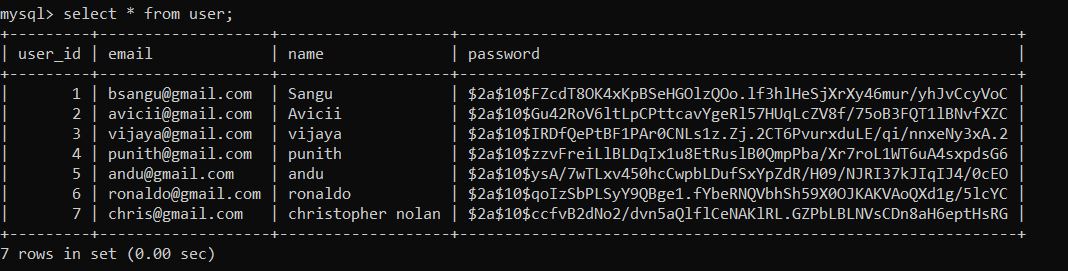 mysql> select * from user;
+---------+-------------------+-------------------+--------------------------------------------------------------+
| user_id | email             | name              | password                                                     |
+---------+-------------------+-------------------+--------------------------------------------------------------+
|       1 | bsangu@gmail.com  | Sangu             | $2a$10$FZcdT8OK4xKpBSeHGOlzQOo.lf3hlHeSjXrXy46mur/yhJvCcyVoC |
|       2 | avicii@gmail.com  | Avicii            | $2a$10$Gu42RoV6ltLpCPttcavYgeRl57HUqLcZV8f/75oB3FQT1lBNvfXZC |
|       3 | vijaya@gmail.com  | vijaya            | $2a$10$IRDfQePtBF1PAr0CNLs1z.Zj.2CT6PvurxduLE/qi/nnxeNy3xA.2 |
|       4 | punith@gmail.com  | punith            | $2a$10$zzvFreiLlBLDqIx1u8EtRuslB0QmpPba/Xr7roL1WT6uA4sxpdsG6 |
|       5 | andu@gmail.com    | andu              | $2a$10$ysA/7wTLxv450hcCwpbLDufSxYpZdR/H09/NJRI37kJIqIJ4/0cEO |
|       6 | ronaldo@gmail.com | ronaldo           | $2a$10$qoIzSbPLSyY9QBge1.fYbeRNQVbhSh59X0OJKAKVAoQXd1g/5lcYC |
|       7 | chris@gmail.com   | christopher nolan | $2a$10$ccfvB2dNo2/dvn5aQlflCeNAKlRL.GZPbLBLNVsCDn8aH6eptHsRG |
+---------+-------------------+-------------------+--------------------------------------------------------------+
7 rows in set (0.00 sec)